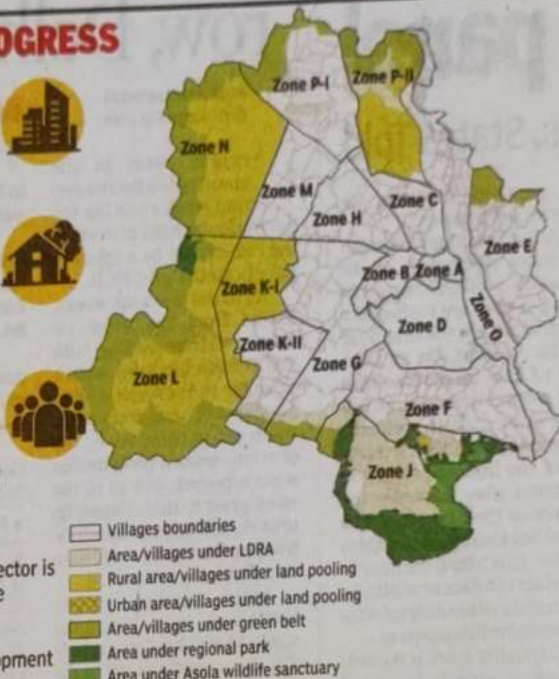 OGRESS
Zone P-I
Zone P-II
Zone N
Zone M
Zone H
Zone C
Zone E
Zone B
Zone A
Zone K-I
Zone O
Zone D
Zone K-II
Zone G
Zone L
Zone F
Zone J
Villages boundaries
Area/villages under LDRA
Rural area/villages under land pooling
Urban area/villages under land pooling
Area/villages under green belt
Area under regional park
Area under Asola wildlife sanctuary
ector is
e
opment